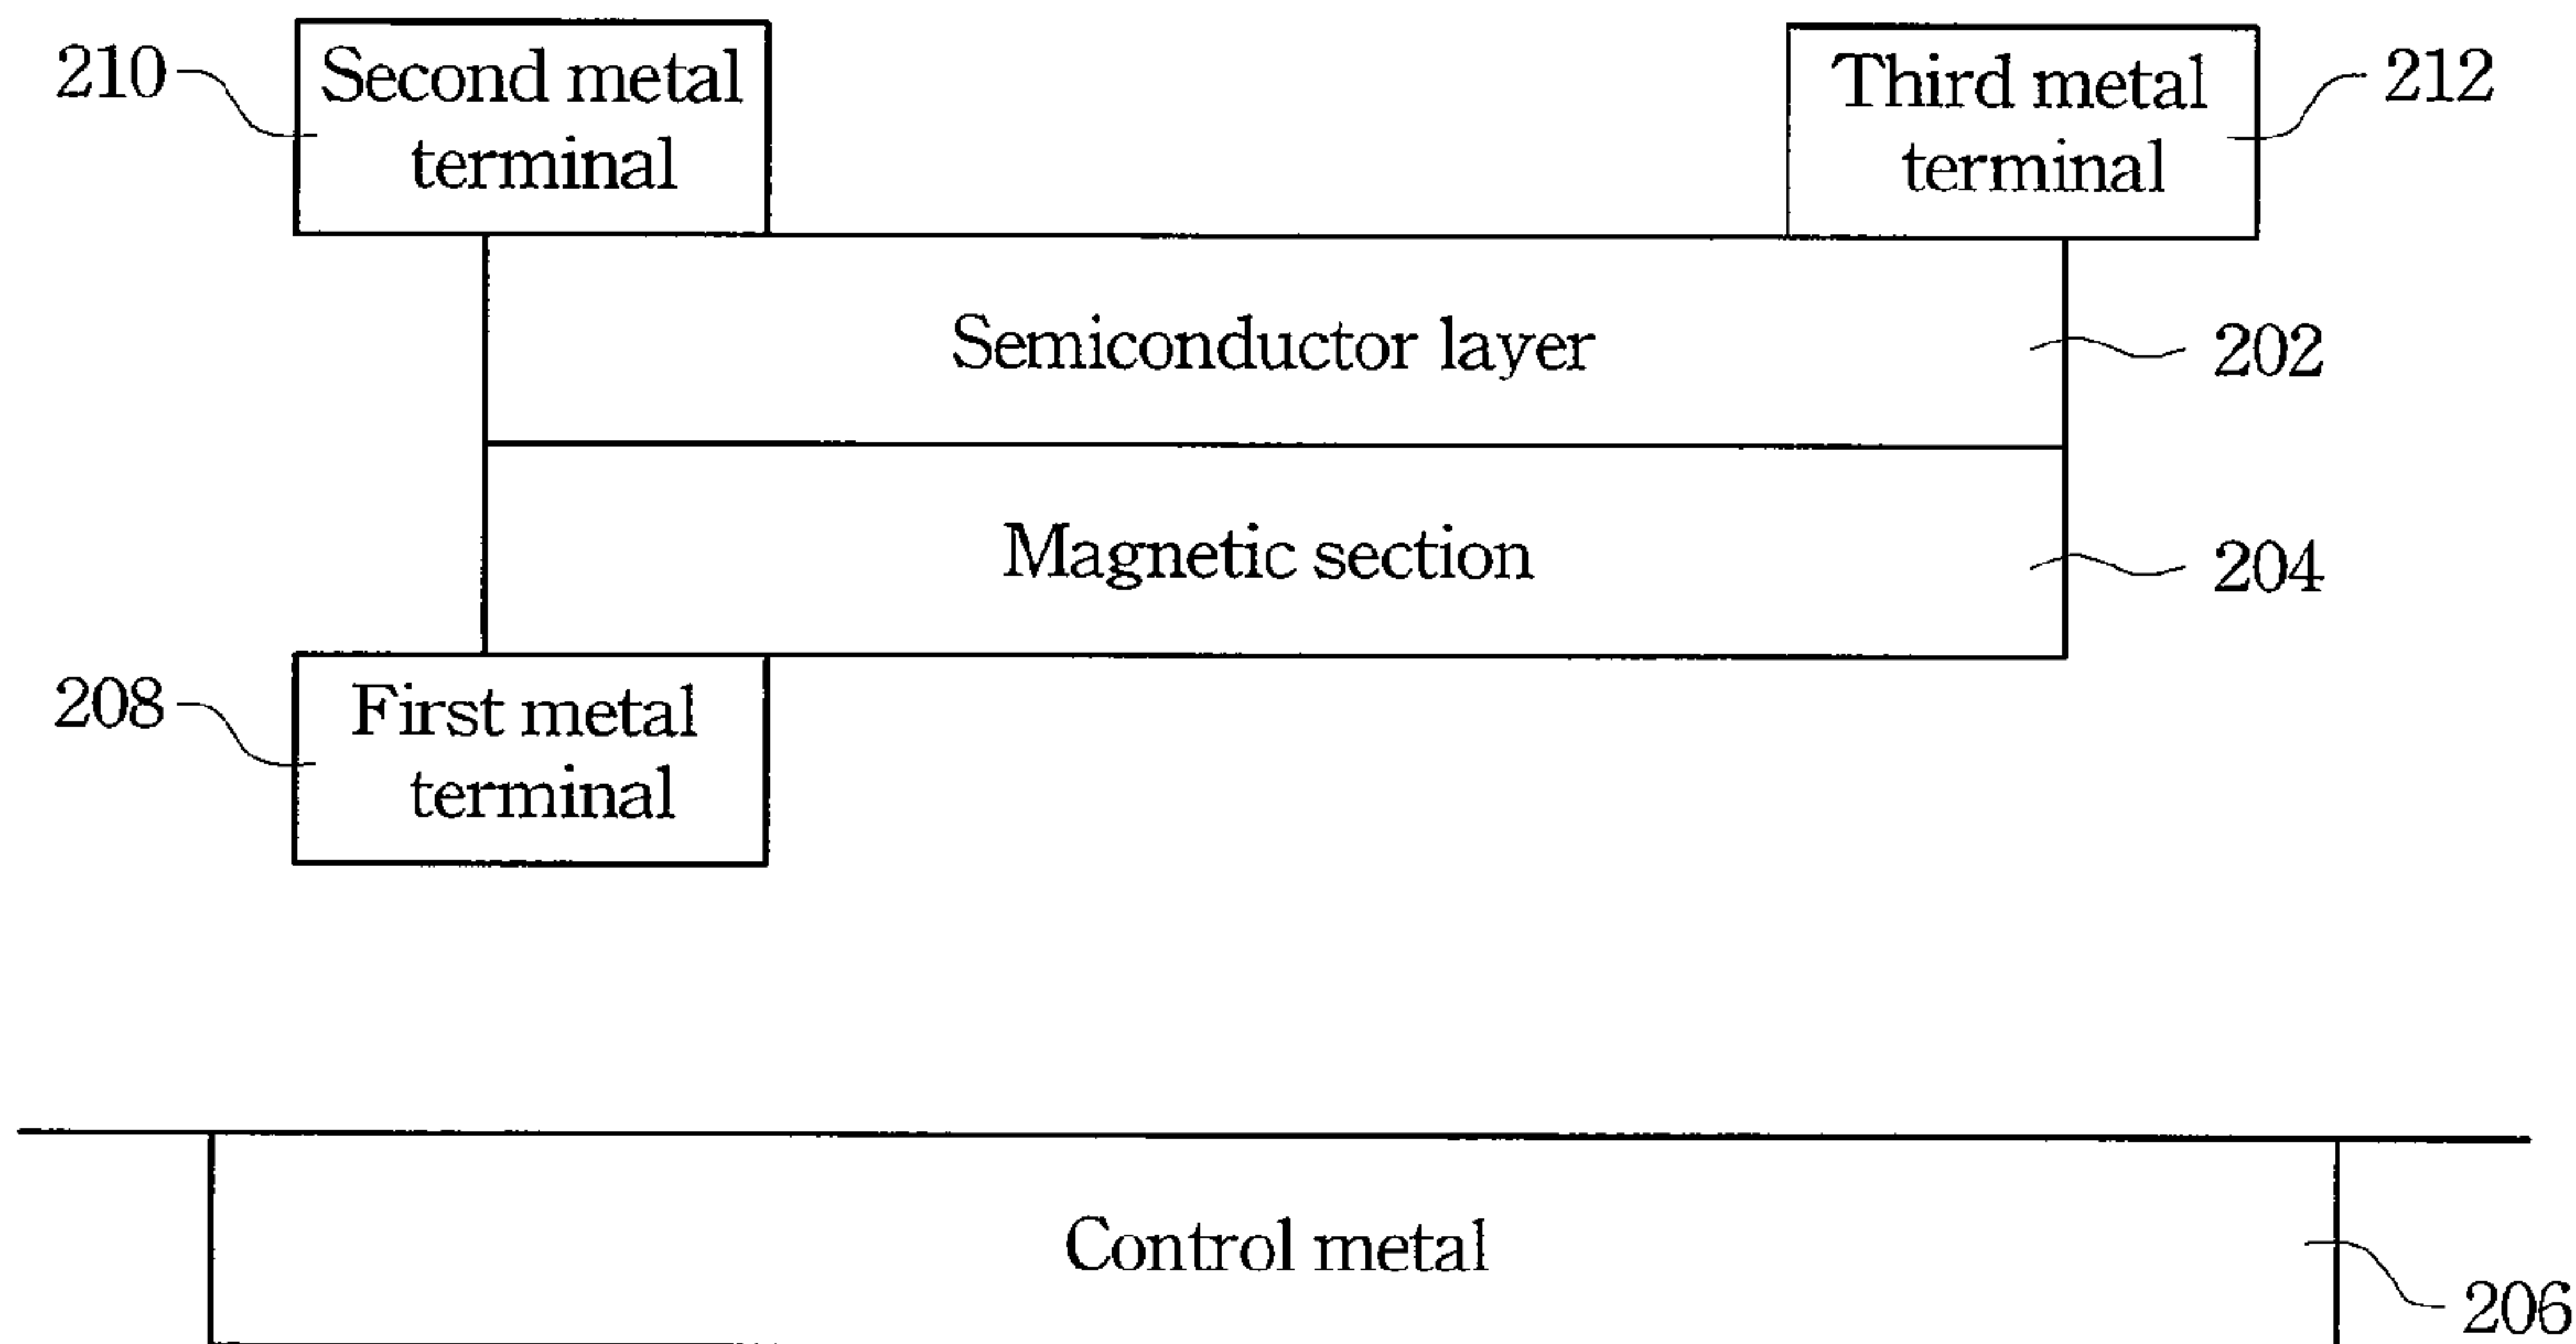 210
Second metal
terminal
Third metal
terminal
212
Semiconductor layer
202
Magnetic section
204
208
First metal
terminal
Control metal
206